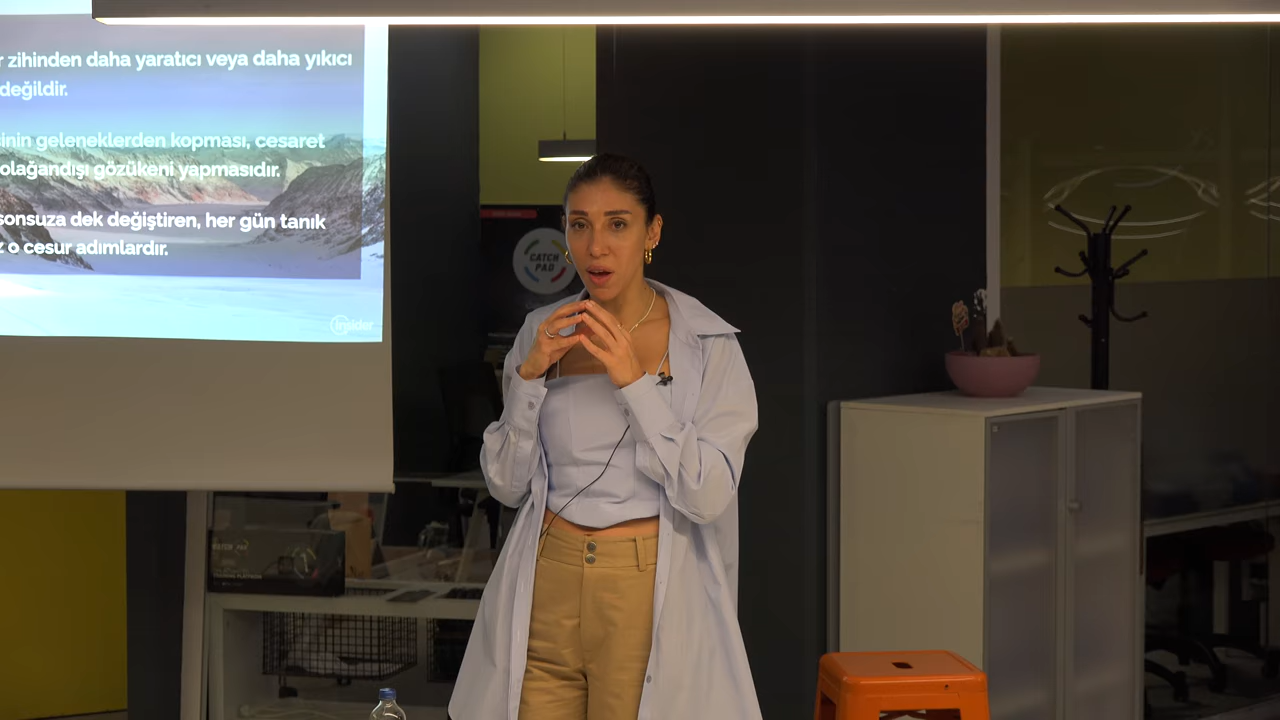 zihinden daha yaratıcı veya daha yıkıcı
değildir.
geleneklerden kopması, cesaret
olağandışı gözükeni yapmasıdır.
sonsuza dek değiştiren, her gün tanık
o cesur adımlardır.
insider
CATCH
PAD